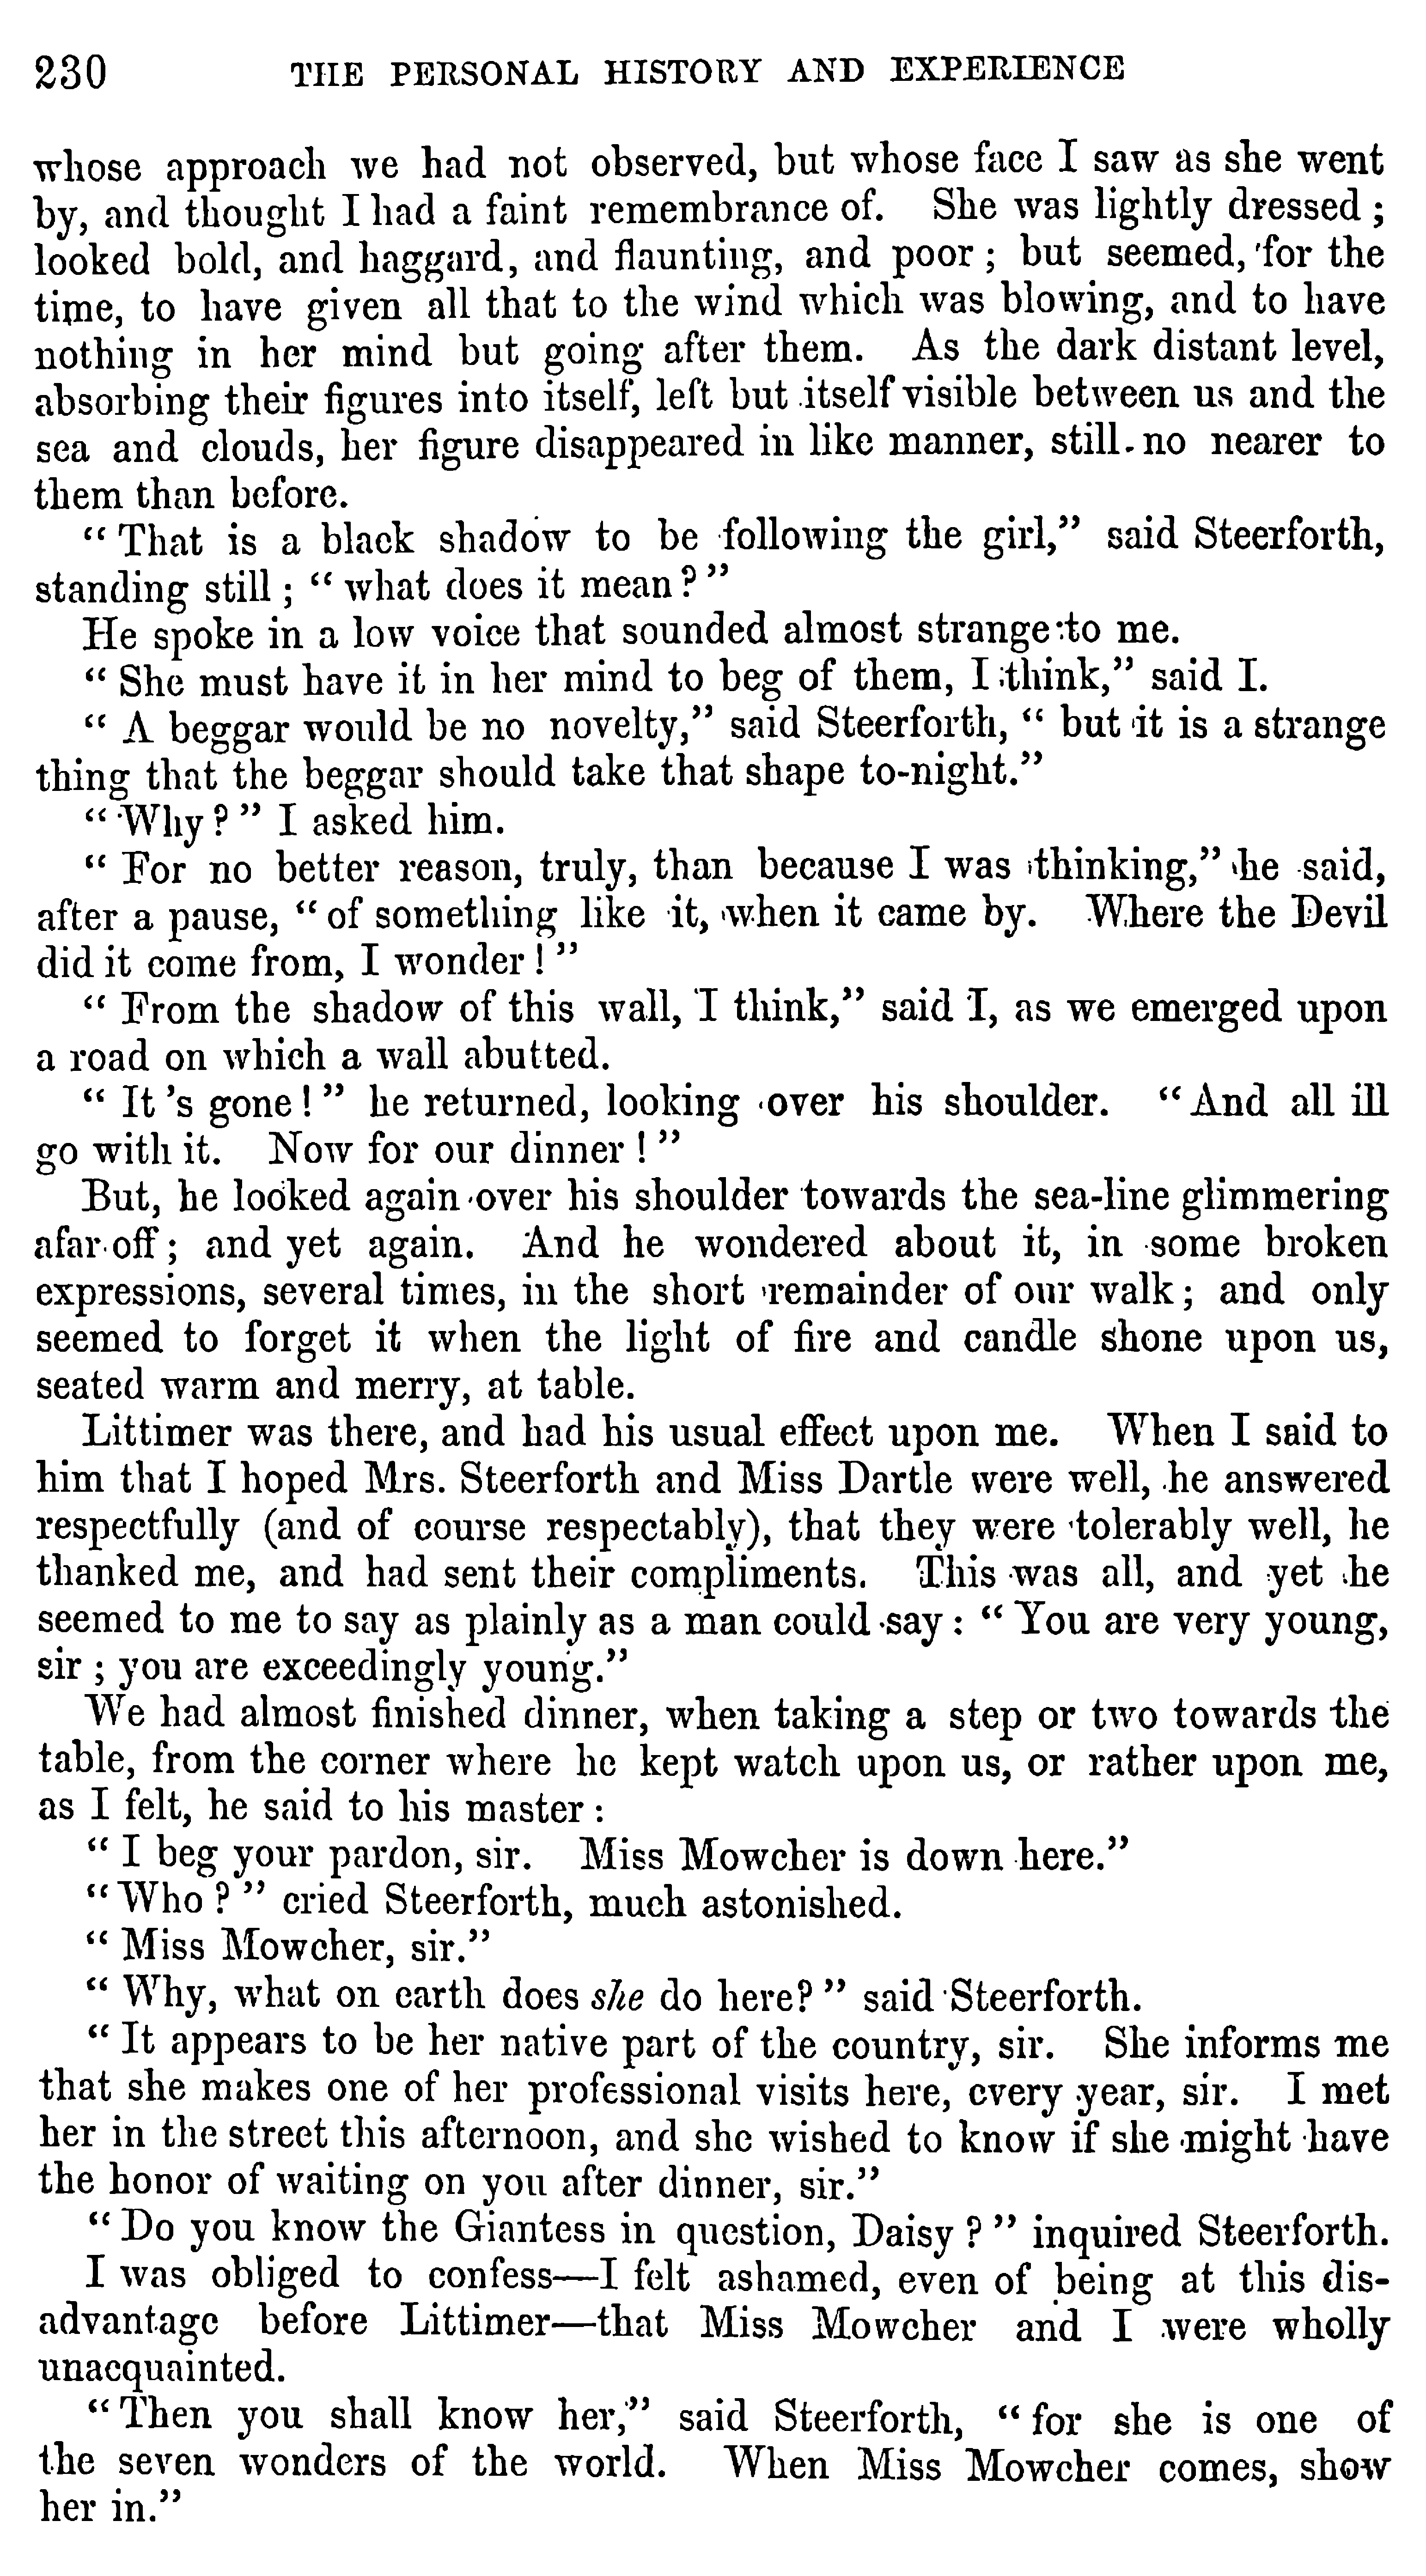 230 THE PERSONAL HISTORY AND EXPERIENCE
whose approach we had not observed, but whose face I saw as she went
by, and thought I had a faint remembrance of. She was lightly dressed ;
looked bold, and haggard, and flaunting, and poor ; but seemed, for the
time, to have given all that to the wind which was blowing, and to have
nothing in her mind but going after them. As the dark distant level,
absorbing their figures into itself, left but itself visible between us and the
sea and clouds, her figure disappeared in like manner, still no nearer to
them than before.
“ That is a black shadow to be following the girl,” said Steerforth,
standing still ; “ what does it mean ? ”
He spoke in a low voice that sounded almost strange to me.
“ She must have it in her mind to beg of them, I think,” said I.
“ A beggar would be no novelty,” said Steerforth, “ but it is a strange
thing that the beggar should take that shape to-night.”
“ Why ? ” I asked him.
“ For no better reason, truly, than because I was thinking,” he said,
after a pause, “ of something like it, when it came by. Where the Devil
did it come from, I wonder ! ”
“ From the shadow of this wall, I think,” said I, as we emerged upon
a road on which a wall abutted.
“ It ’s gone ! ” he returned, looking over his shoulder. “ And all ill
go with it. Now for our dinner ! ”
But, he looked again over his shoulder towards the sea-line glimmering
afar off ; and yet again. And he wondered about it, in some broken
expressions, several times, in the short remainder of our walk ; and only
seemed to forget it when the light of fire and candle shone upon us,
seated warm and merry, at table.
Littimer was there, and had his usual effect upon me. When I said to
him that I hoped Mrs. Steerforth and Miss Dartle were well, he answered
respectfully (and of course respectably), that they were tolerably well, he
thanked me, and had sent their compliments. This was all, and yet he
seemed to me to say as plainly as a man could say : “ You are very young,
sir ; you are exceedingly young.”
We had almost finished dinner, when taking a step or two towards the
table, from the corner where he kept watch upon us, or rather upon me,
as I felt, he said to his master :
“ I beg your pardon, sir. Miss Mowcher is down here.”
“ Who ? ” cried Steerforth, much astonished.
“ Miss Mowcher, sir.”
“ Why, what on earth does she do here? ” said Steerforth.
“ It appears to be her native part of the country, sir. She informs me
that she makes one of her professional visits here, every year, sir. I met
her in the street this afternoon, and she wished to know if she might have
the honor of waiting on you after dinner, sir.”
“ Do you know the Giantess in question, Daisy ? ” inquired Steerforth.
I was obliged to confess—I felt ashamed, even of being at this dis-
advantage before Littimer—that Miss Mowcher and I were wholly
unacquainted.
“ Then you shall know her,” said Steerforth, “ for she is one of
the seven wonders of the world. When Miss Mowcher comes, show
her in.”